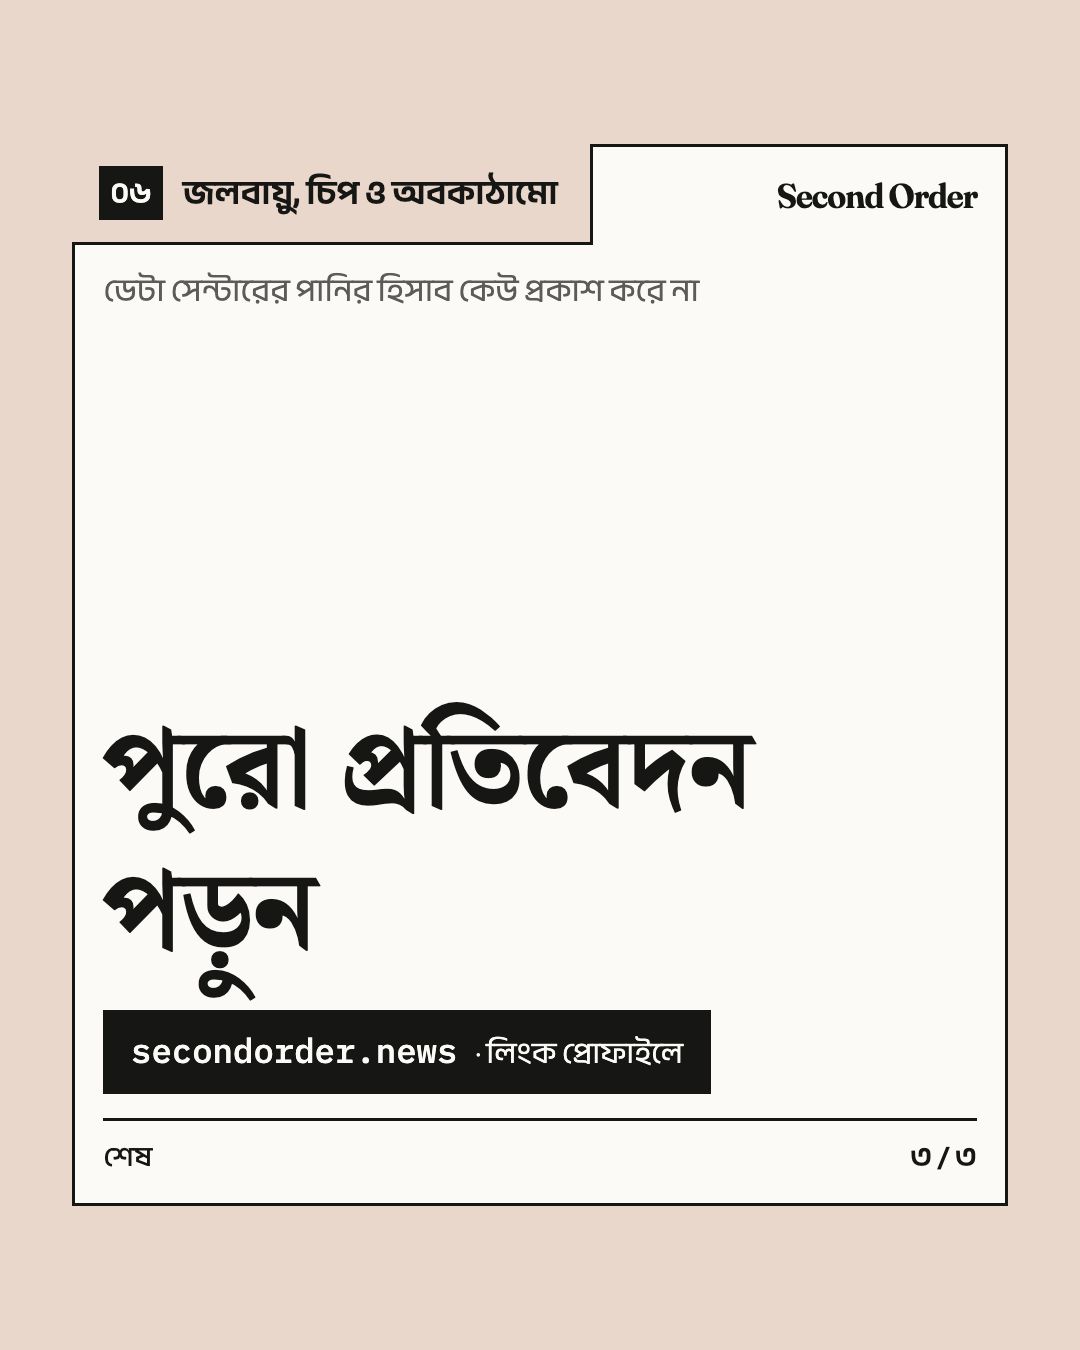 ০৬ জলবায়ু, চিপ ও অবকাঠামো
Second Order
ডেটা সেন্টারের পানির হিসাব কেউ প্রকাশ করে না
পুরো প্রতিবেদন
পড়ুন
secondorder.news · লিংক প্রোফাইলে
শেষ
৩ / ৩